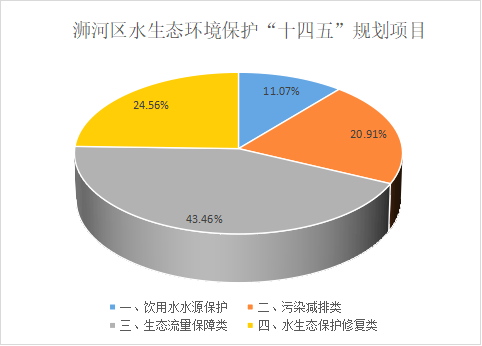 浉河区水生态环境保护“十四五”规划项目
11.07%
24.56%
20.91%
43.46%
一、饮用水水源保护 二、污染减排类
三、生态流量保障类 四、水生态保护修复类